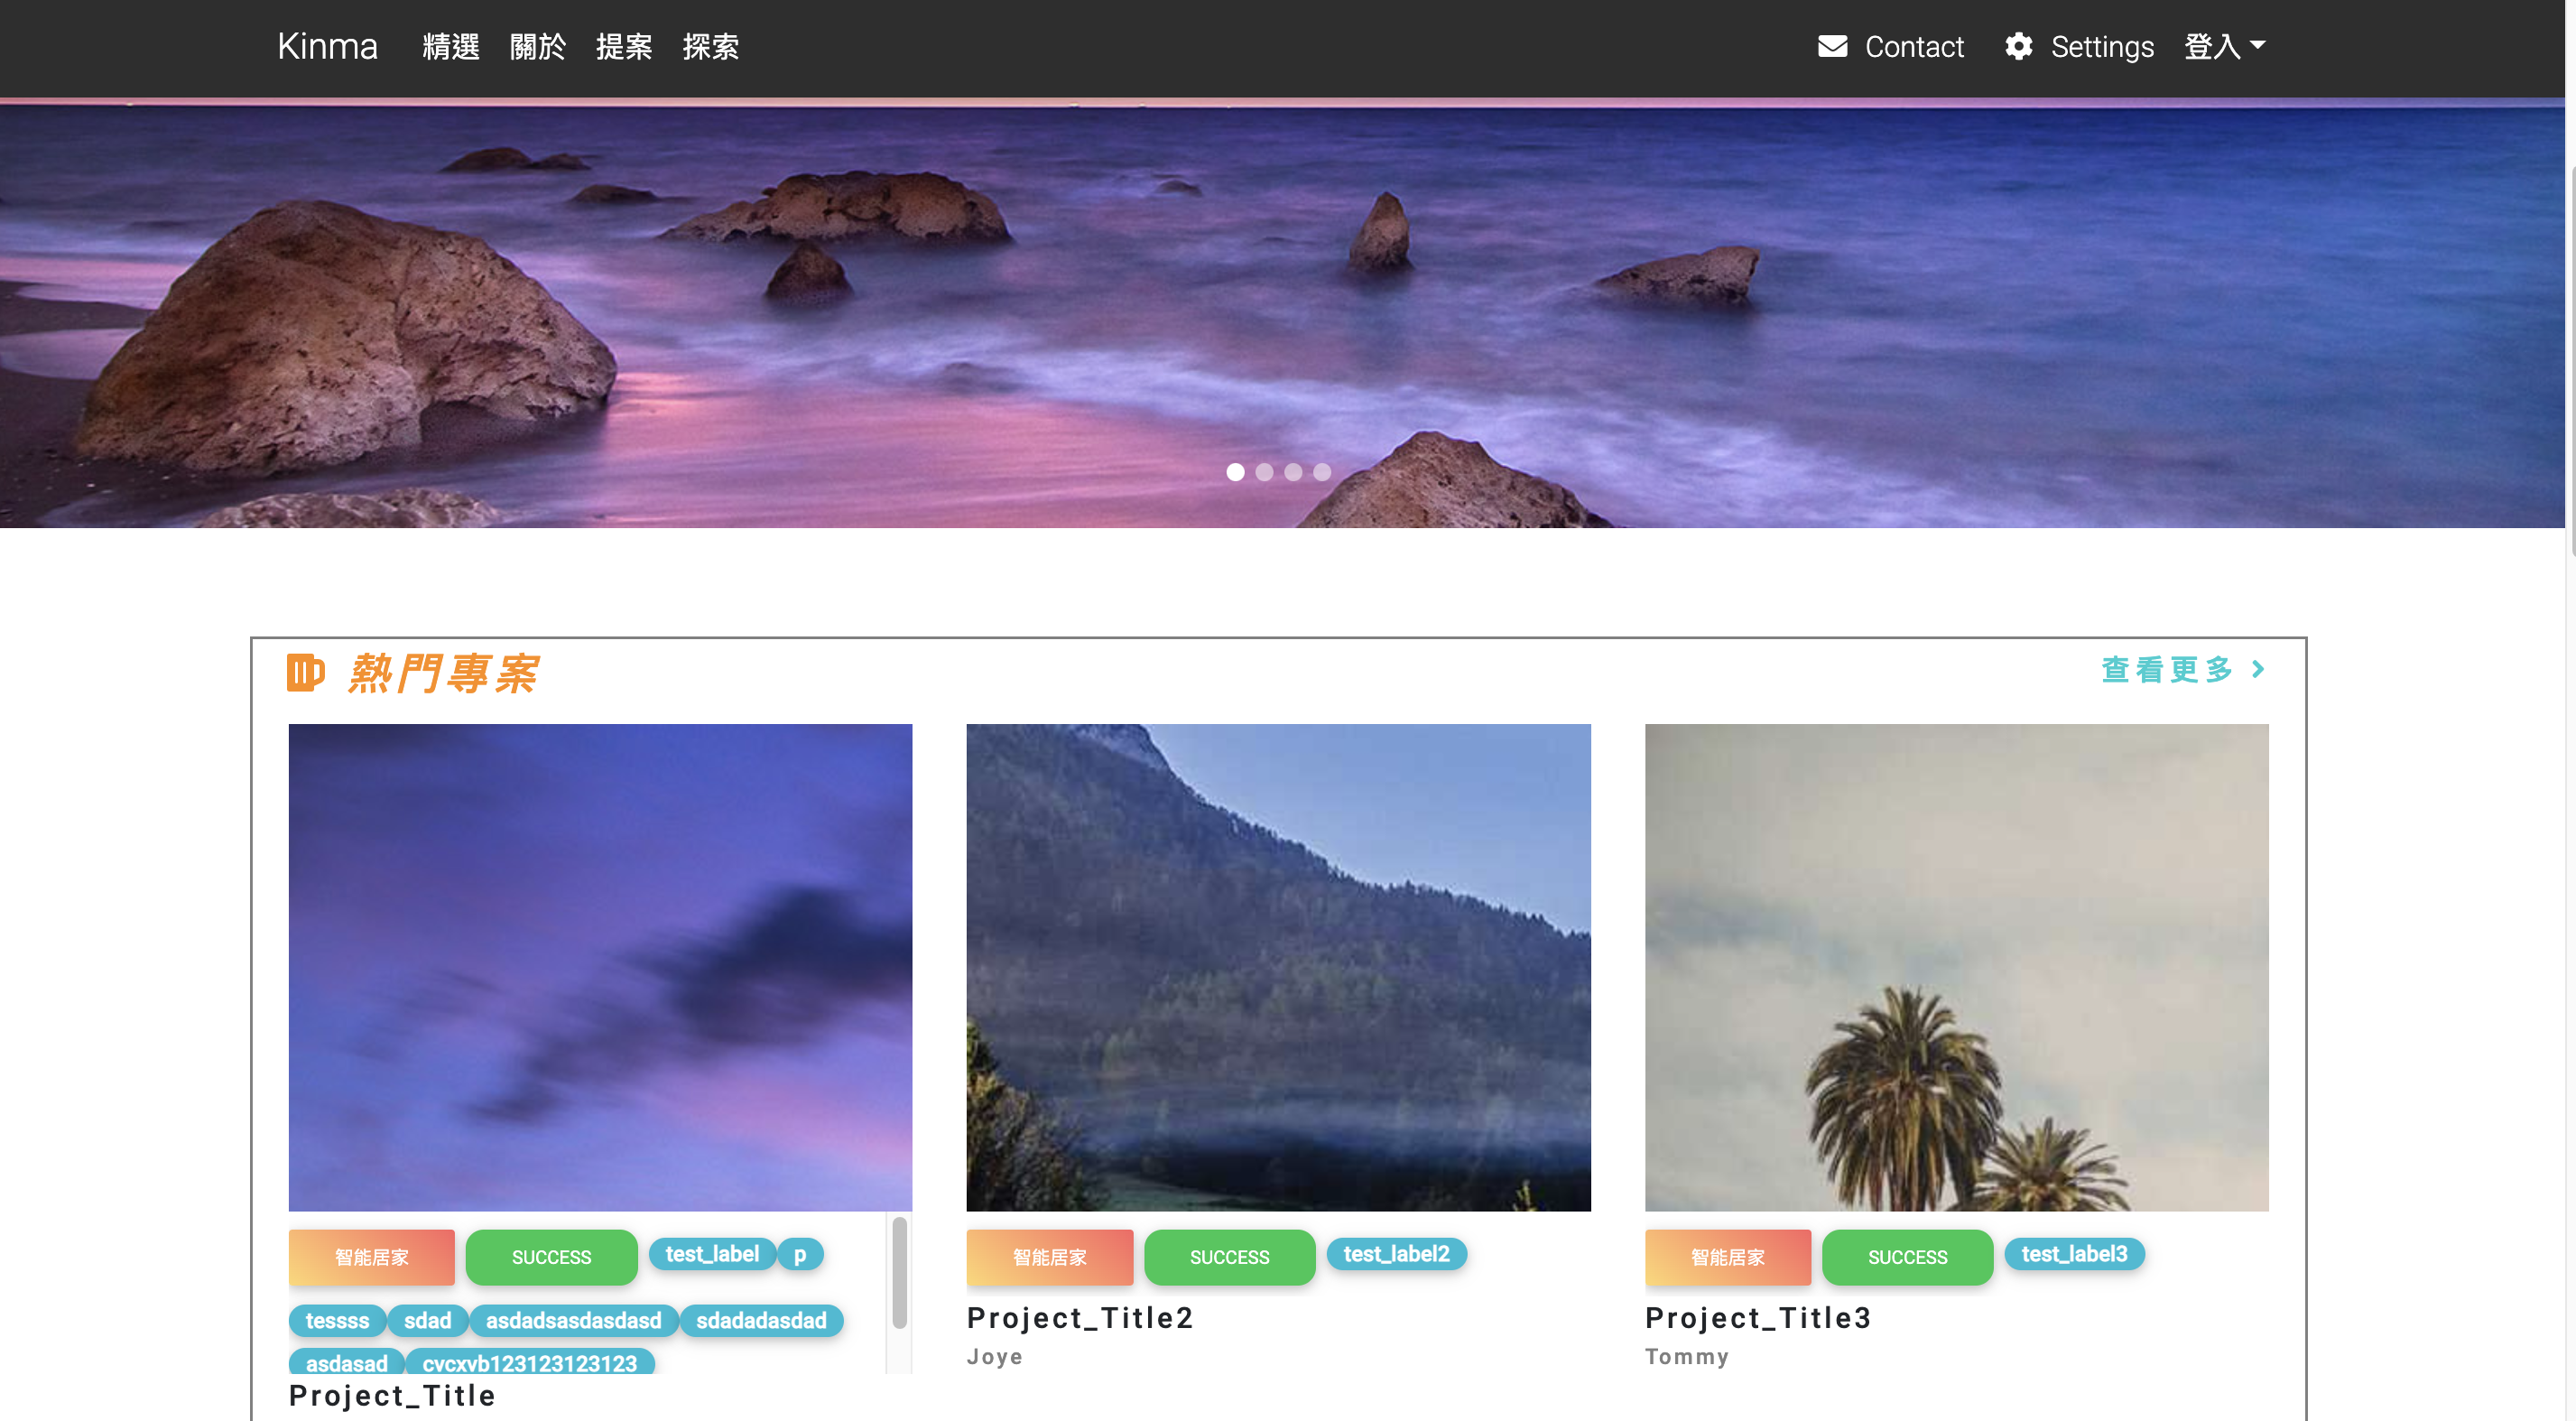 Kinma 精選 關於 提案 探索 Contact Settings 登入
熱門專案 查看更多
智能居家 SUCCESS test_label p
tessss sdad asdadsasdasdasd sdadadasdad
asdasad cvcxvb123123123123
Project_Title
智能居家 SUCCESS test_label2
Project_Title2
Joye
智能居家 SUCCESS test_label3
Project_Title3
Tommy